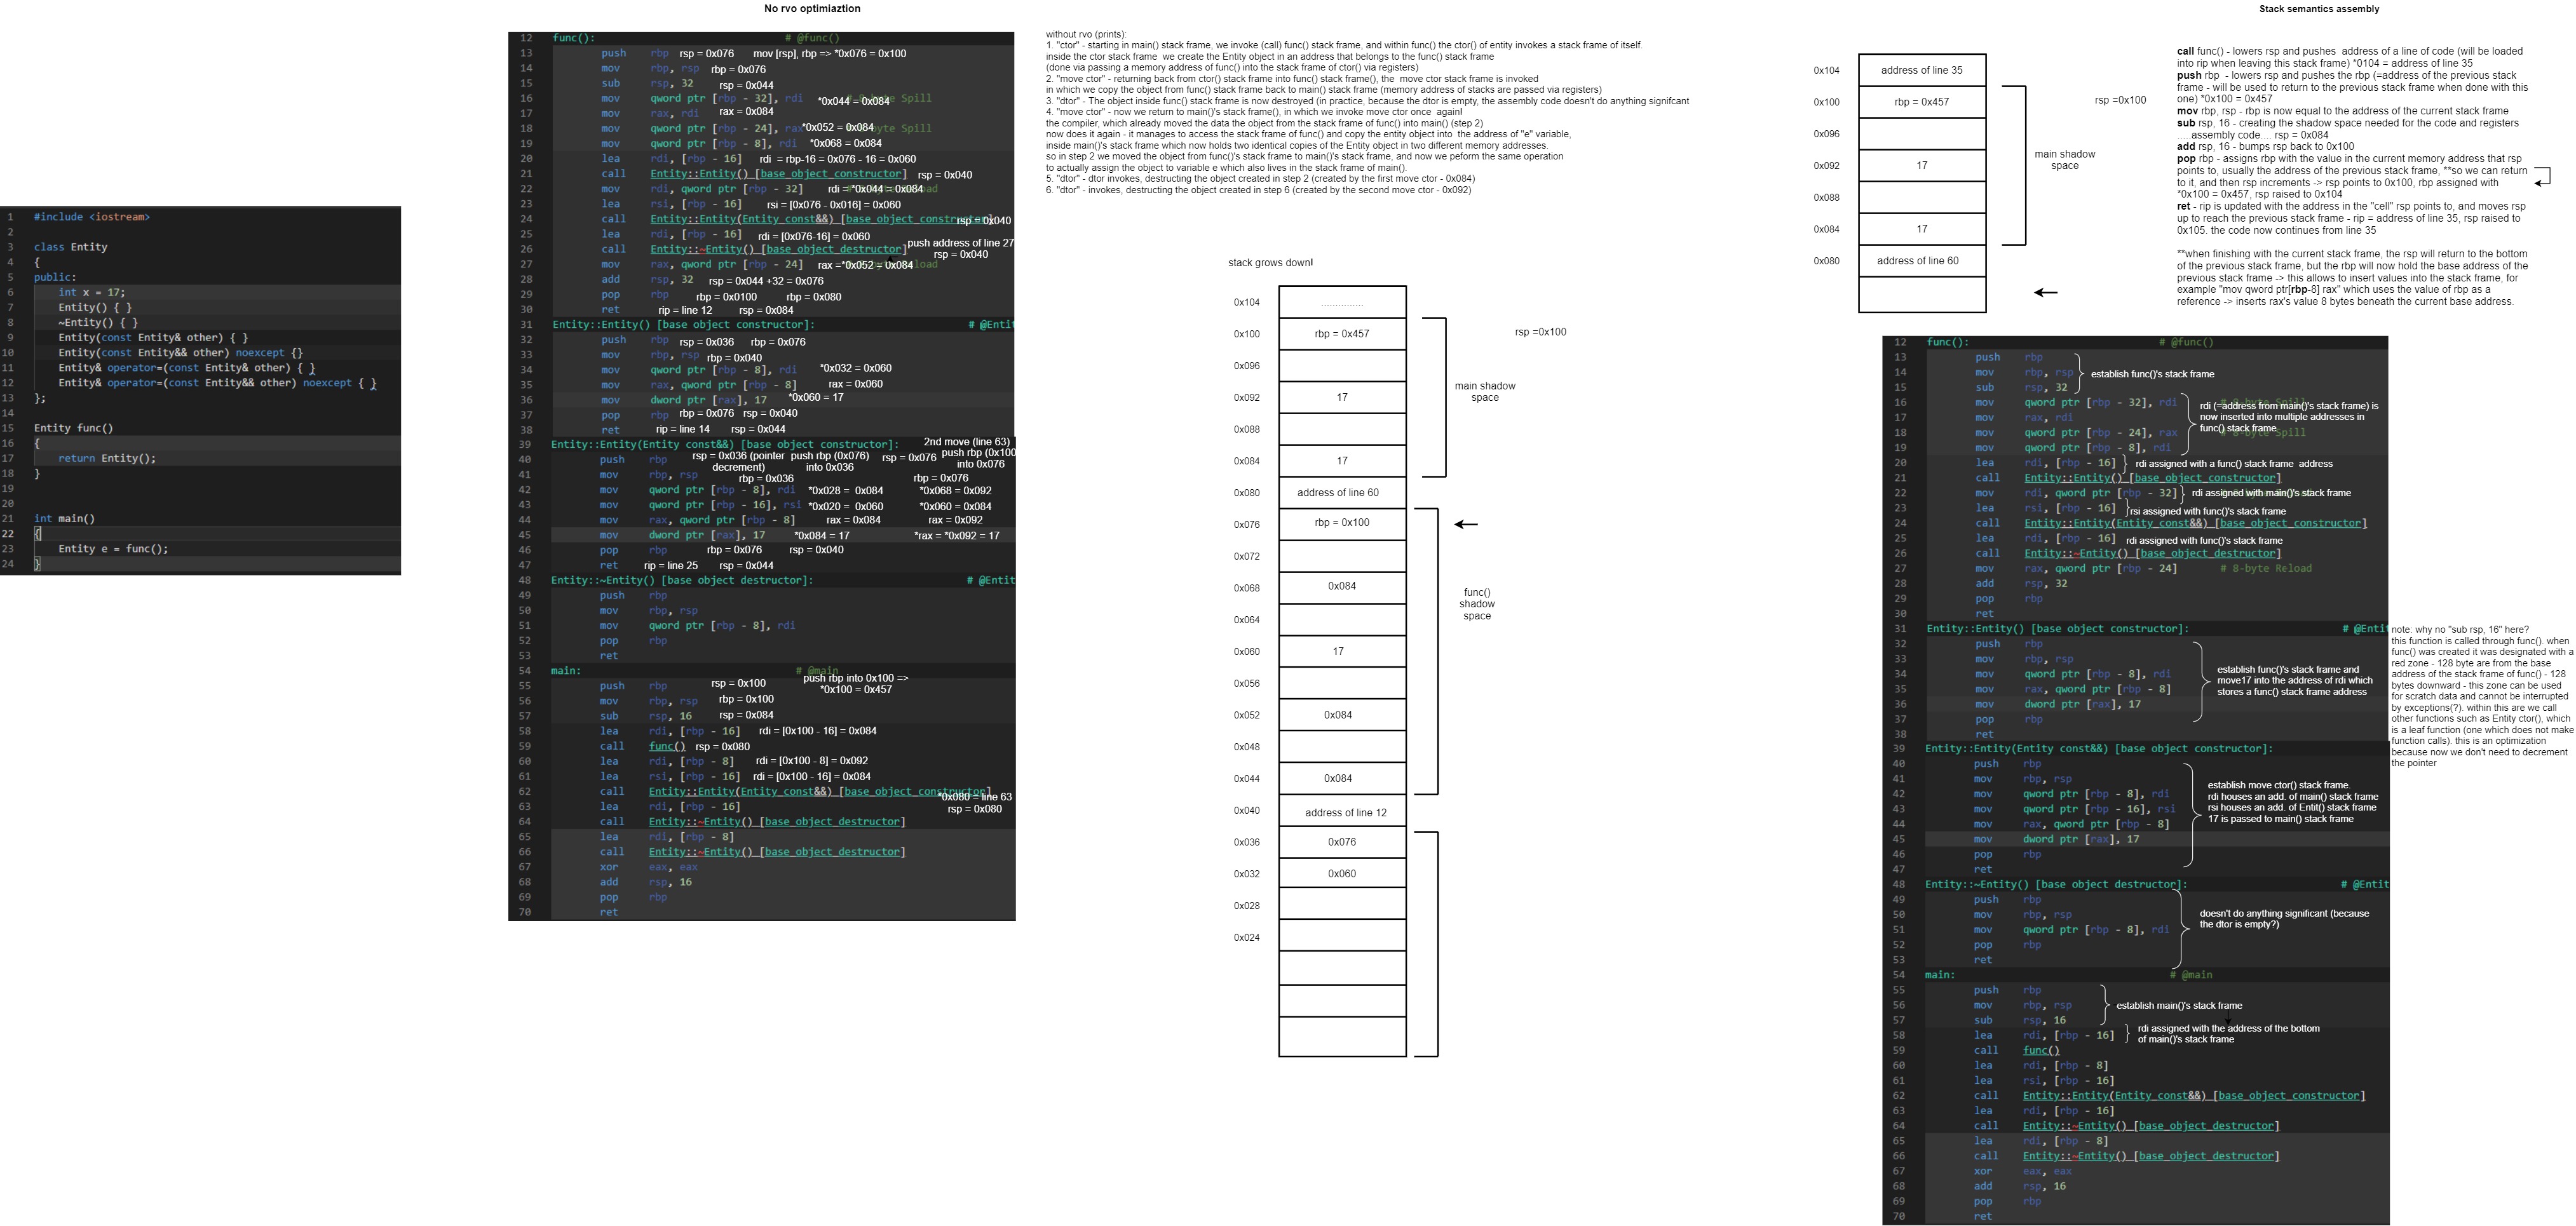 No rvo optimiaztion
Stack semantics assembly
1 #include <iostream>
2
3 class Entity
4 {
5 public:
6 int x = 17;
7 Entity() { }
8 ~Entity() { }
9 Entity(const Entity& other) { }
10 Entity(const Entity&& other) noexcept {}
11 Entity& operator=(const Entity& other) { }
12 Entity& operator=(const Entity&& other) noexcept { }
13 };
14
15 Entity func()
16 {
17 return Entity();
18 }
19
20
21 int main()
22 {
23 Entity e = func();
24 }
12 func(): # @func()
13 push rbp rsp = 0x076 mov [rsp], rbp => *0x076 = 0x100
14 mov rbp, rsp rbp = 0x076
15 sub rsp, 32 rsp = 0x044
16 mov qword ptr [rbp - 32], rdi *0x044 = 0x084 Spill
17 mov rax, rdi rax = 0x084
18 mov qword ptr [rbp - 24], rax *0x052 = 0x084 Spill
19 mov qword ptr [rbp - 8], rdi *0x068 = 0x084
20 lea rdi, [rbp - 16] rdi = rbp-16 = 0x076 - 16 = 0x060
21 call Entity::Entity() [base_object_constructor] rsp = 0x040
22 mov rdi, qword ptr [rbp - 32] rdi = *0x044 = 0x084
23 lea rsi, [rbp - 16] rsi = [0x076 - 0x016] = 0x060
24 call Entity::Entity(Entity_const&&) [base_object_constructor] rsp = 0x040
25 lea rdi, [rbp - 16] rdi = [0x076-16] = 0x060
26 call Entity::~Entity() [base_object_destructor] push address of line 27
rsp = 0x040
27 mov rax, qword ptr [rbp - 24] rax =*0x052 = 0x084
28 add rsp, 32 rsp = 0x044 +32 = 0x076
29 pop rbp rbp = 0x0100 rbp = 0x080
30 ret rip = line 12 rsp = 0x084
31 Entity::Entity() [base object constructor]: # @Entit
32 push rbp rsp = 0x036 rbp = 0x076
33 mov rbp, rsp rbp = 0x040
34 mov qword ptr [rbp - 8], rdi *0x032 = 0x060
35 mov rax, qword ptr [rbp - 8] rax = 0x060
36 mov dword ptr [rax], 17 *0x060 = 17
37 pop rbp rbp = 0x076 rsp = 0x040
38 ret rip = line 14 rsp = 0x044
39 Entity::Entity(Entity const&&) [base object constructor]: 2nd move (line 63)
40 push rbp rsp = 0x036 (pointer decrement) push rbp (0x076) into 0x036 rsp = 0x076 push rbp (0x100 into 0x076
41 mov rbp, rsp rbp = 0x036 rbp = 0x076
42 mov qword ptr [rbp - 8], rdi *0x028 = 0x084 *0x068 = 0x092
43 mov qword ptr [rbp - 16], rsi *0x020 = 0x060 *0x060 = 0x084
44 mov rax, qword ptr [rbp - 8] rax = 0x084 rax = 0x092
45 mov dword ptr [rax], 17 *0x084 = 17 *rax = *0x092 = 17
46 pop rbp rbp = 0x076 rsp = 0x040
47 ret rip = line 25 rsp = 0x044
48 Entity::~Entity() [base object destructor]: # @Entit
49 push rbp
50 mov rbp, rsp
51 mov qword ptr [rbp - 8], rdi
52 pop rbp
53 ret
54 main: # @main
55 push rbp rsp = 0x100 push rbp into 0x100 =>
*0x100 = 0x457
56 mov rbp, rsp rbp = 0x100
57 sub rsp, 16 rsp = 0x084
58 lea rdi, [rbp - 16] rdi = [0x100 - 16] = 0x084
59 call func() rsp = 0x080
60 lea rdi, [rbp - 8] rdi = [0x100 - 8] = 0x092
61 lea rsi, [rbp - 16] rdi = [0x100 - 16] = 0x084
62 call Entity::Entity(Entity_const&&) [base_object_constructor] *0x080 = line 63
63 lea rdi, [rbp - 16] rsp = 0x080
64 call Entity::~Entity() [base_object_destructor]
65 lea rdi, [rbp - 8]
66 call Entity::~Entity() [base_object_destructor]
67 xor eax, eax
68 add rsp, 16
69 pop rbp
70 ret
without rvo (prints):
1. "ctor" - starting in main() stack frame, we invoke (call) func() stack frame, and within func() the ctor() of entity invokes a stack frame of itself.
inside the ctor stack frame we create the Entity object in an address that belongs to the func() stack frame
(done via passing a memory address of func() into the stack frame of ctor() via registers)
2. "move ctor" - returning back from ctor() stack frame into func() stack frame(), the move ctor stack frame is invoked
in which we copy the object from func() stack frame back to main() stack frame (memory address of stacks are passed via registers)
3. "dtor" - The object inside func() stack frame is now destroyed (in practice, because the dtor is empty, the assembly code doesn't do anything signifcant)
4. "move ctor" - now we return to main()'s stack frame(), in which we invoke move ctor once again!
the compiler, which already moved the data the object from the stack frame of func() into main() (step 2)
now does it again - it manages to access the stack frame of func() and copy the entity object into the address of "e" variable,
inside main()'s stack frame which now holds two identical copies of the Entity object in two different memory addresses.
so in step 2 we moved the object from func()'s stack frame to main()'s stack frame, and now we peform the same operation
to actually assign the object to variable e which also lives in the stack frame of main().
5. "dtor" - dtor invokes, destructing the object created in step 2 (created by the first move ctor - 0x084)
6. "dtor" - invokes, destructing the object created in step 6 (created by the second move ctor - 0x092)
stack grows down!
0x104 ...............
0x100 rbp = 0x457 rsp =0x100
0x096
0x092 17
main shadow
space
0x088
0x084 17
0x080 address of line 60
0x076 rbp = 0x100
0x072
0x068 0x084
func()
shadow
space
0x064
0x060 17
0x056
0x052 0x084
0x048
0x044 0x084
0x040 address of line 12
0x036 0x076
0x032 0x060
0x028
0x024
0x104 address of line 35
0x100 rbp = 0x457 rsp =0x100
0x096
0x092 17
main shadow
space
0x088
0x084 17
0x080 address of line 60
call func() - lowers rsp and pushes address of a line of code (will be loaded
into rip when leaving this stack frame) *0104 = address of line 35
push rbp - lowers rsp and pushes the rbp (=address of the previous stack
frame - will be used to return to the previous stack frame when done with this
one) *0x100 = 0x457
mov rbp, rsp - rbp is now equal to the address of the current stack frame
sub rsp, 16 - creating the shadow space needed for the code and registers
.....assembly code.... rsp = 0x084
add rsp, 16 - bumps rsp back to 0x100
pop rbp - assigns rbp with the value in the current memory address that rsp
points to, usually the address of the previous stack frame, **so we can return
to it, and then rsp increments -> rsp points to 0x100, rbp assigned with
*0x100 = 0x457, rsp raised to 0x104
ret - rip is updated with the address in the "cell" rsp points to, and moves rsp
up to reach the previous stack frame - rip = address of line 35, rsp raised to
0x105. the code now continues from line 35
**when finishing with the current stack frame, the rsp will return to the bottom
of the previous stack frame, but the rbp will now hold the base address of the
previous stack frame -> this allows to insert values into the stack frame, for
example "mov qword ptr[rbp-8] rax" which uses the value of rbp as a
reference -> inserts rax's value 8 bytes beneath the current base address.
12 func(): # @func()
13 push rbp
14 mov rbp, rsp establish func()'s stack frame
15 sub rsp, 32
16 mov qword ptr [rbp - 32], rdi rdi (=address from main()'s stack frame) is
17 mov rax, rdi now inserted into multiple addresses in
func() stack frame
18 mov qword ptr [rbp - 24], rax Spill
19 mov qword ptr [rbp - 8], rdi
20 lea rdi, [rbp - 16] rdi assigned with a func() stack frame address
21 call Entity::Entity() [base_object_constructor]
22 mov rdi, qword ptr [rbp - 32] rdi assigned with main()'s stack frame
23 lea rsi, [rbp - 16] rsi assigned with func()'s stack frame
24 call Entity::Entity(Entity_const&&) [base_object_constructor]
25 lea rdi, [rbp - 16] rdi assigned with func()'s stack frame
26 call Entity::~Entity() [base_object_destructor]
27 mov rax, qword ptr [rbp - 24] # 8-byte Reload
28 add rsp, 32
29 pop rbp
30 ret
31 Entity::Entity() [base object constructor]: # @Entit
32 push rbp
33 mov rbp, rsp
34 mov qword ptr [rbp - 8], rdi establish func()'s stack frame and
35 mov rax, qword ptr [rbp - 8] move17 into the address of rdi which
36 mov dword ptr [rax], 17 stores a func() stack frame address
37 pop rbp
38 ret
note: why no "sub rsp, 16" here?
this function is called through func(). when
func() was created it was designated with a
red zone - 128 byte are from the base
address of the stack frame of func() - 128
bytes downward - this zone can be used
for scratch data and cannot be interrupted
by exceptions(?). within this are we call
other functions such as Entity ctor(), which
is a leaf function (one which does not make
function calls). this is an optimization
because now we don't need to decrement
the pointer
39 Entity::Entity(Entity const&&) [base object constructor]:
40 push rbp
41 mov rbp, rsp establish move ctor() stack frame.
42 mov qword ptr [rbp - 8], rdi rdi houses an add. of main() stack frame
43 mov qword ptr [rbp - 16], rsi rsi houses an add. of Entit() stack frame
44 mov rax, qword ptr [rbp - 8] 17 is passed to main() stack frame
45 mov dword ptr [rax], 17
46 pop rbp
47 ret
48 Entity::~Entity() [base object destructor]: # @Entit
49 push rbp
50 mov rbp, rsp doesn't do anything significant (because
the dtor is empty?)
51 mov qword ptr [rbp - 8], rdi
52 pop rbp
53 ret
54 main: # @main
55 push rbp
56 mov rbp, rsp establish main()'s stack frame
57 sub rsp, 16
58 lea rdi, [rbp - 16] rdi assigned with the address of the bottom
of main()'s stack frame
59 call func()
60 lea rdi, [rbp - 8]
61 lea rsi, [rbp - 16]
62 call Entity::Entity(Entity_const&&) [base_object_constructor]
63 lea rdi, [rbp - 16]
64 call Entity::~Entity() [base_object_destructor]
65 lea rdi, [rbp - 8]
66 call Entity::~Entity() [base_object_destructor]
67 xor eax, eax
68 add rsp, 16
69 pop rbp
70 ret